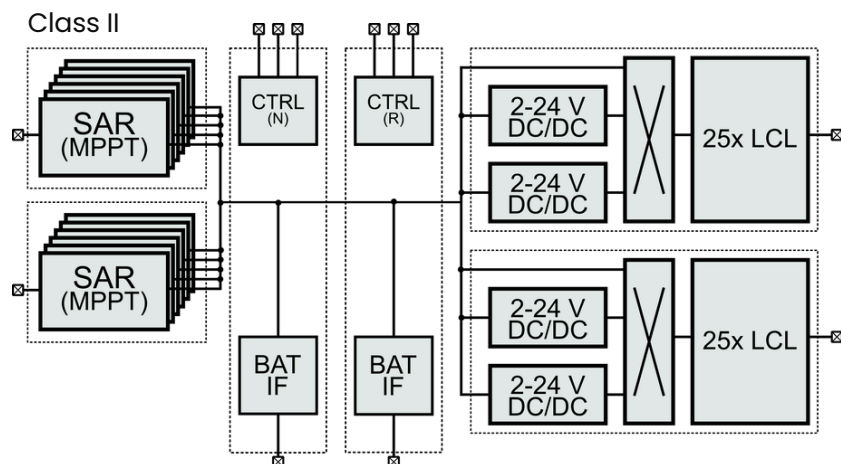 Class II
SAR
(MPPT)
SAR
(MPPT)
CTRL
(N)
BAT
IF
CTRL
(R)
BAT
IF
2-24 V
DC/DC
2-24 V
DC/DC
25x LCL
2-24 V
DC/DC
2-24 V
DC/DC
25x LCL